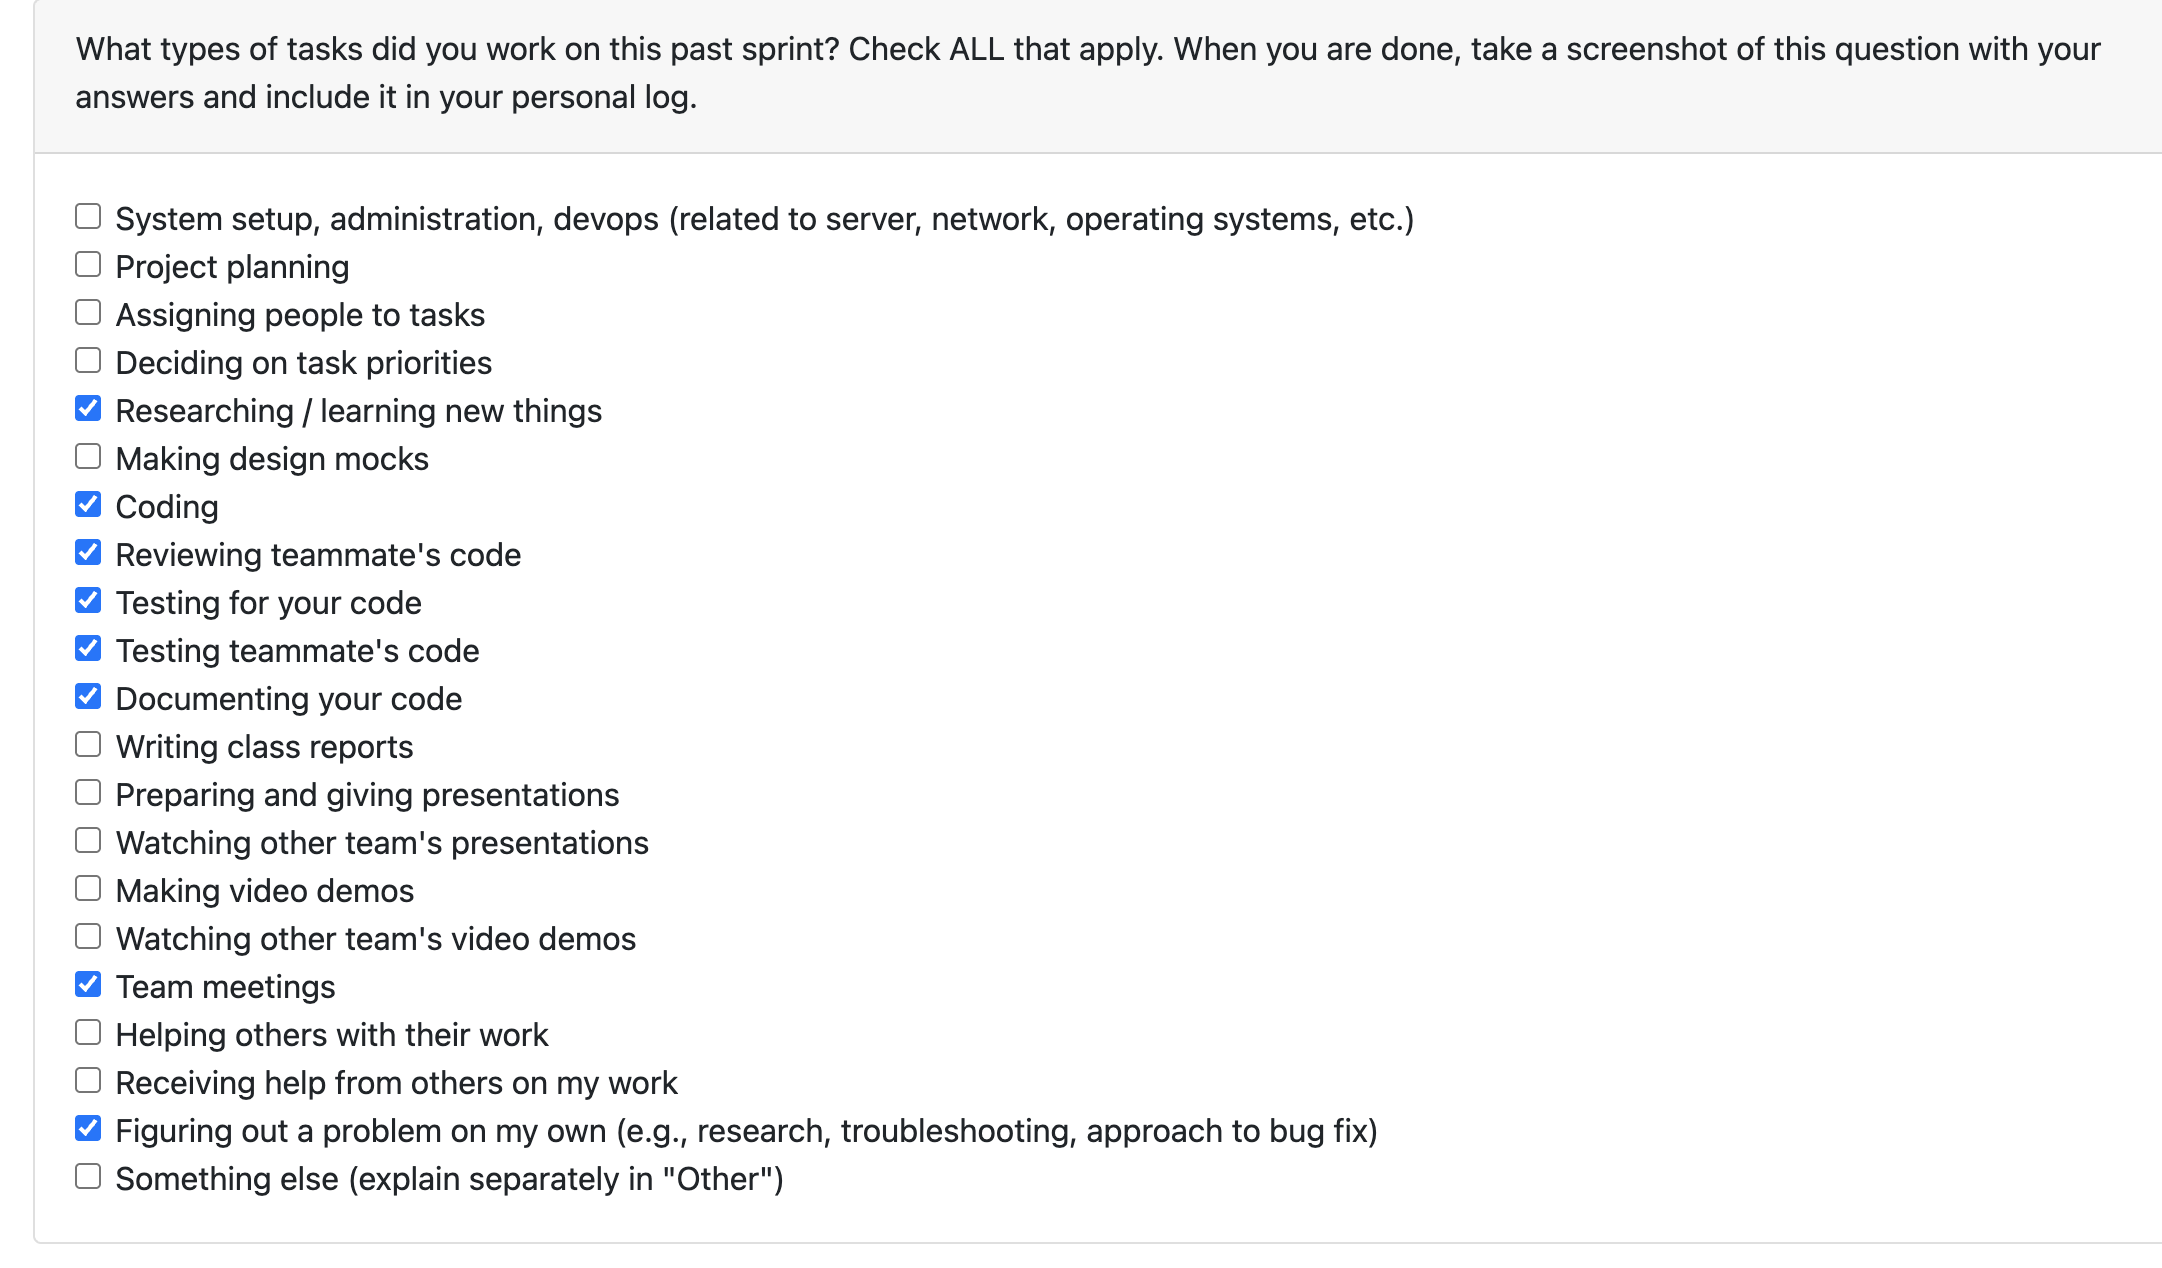 What types of tasks did you work on this past sprint? Check ALL that apply. When you are done, take a screenshot of this question with your
answers and include it in your personal log.
System setup, administration, devops (related to server, network, operating systems, etc.)
Project planning
Assigning people to tasks
Deciding on task priorities
Researching / learning new things
Making design mocks
Coding
Reviewing teammate's code
Testing for your code
Testing teammate's code
Documenting your code
Writing class reports
Preparing and giving presentations
Watching other team's presentations
Making video demos
Watching other team's video demos
Team meetings
Helping others with their work
Receiving help from others on my work
Figuring out a problem on my own (e.g., research, troubleshooting, approach to bug fix)
Something else (explain separately in "Other")